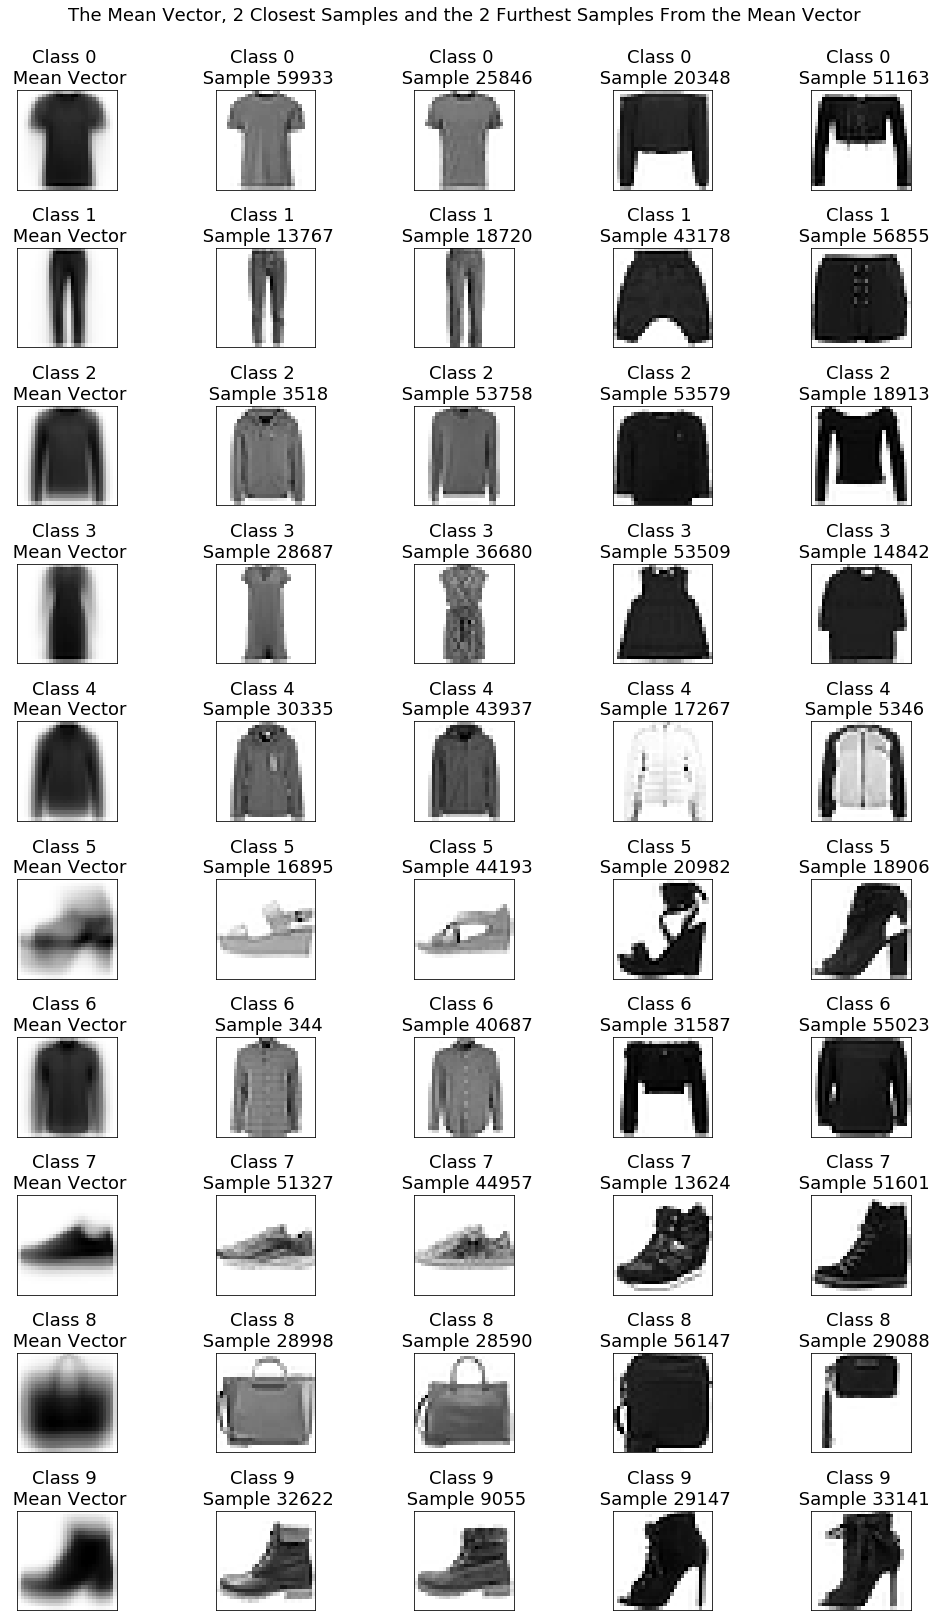 The Mean Vector, 2 Closest Samples and the 2 Furthest Samples From the Mean Vector
Class 0 Class 0 Class 0 Class 0 Class 0
Mean Vector Sample 59933 Sample 25846 Sample 20348 Sample 51163
Class 1 Class 1 Class 1 Class 1 Class 1
Mean Vector Sample 13767 Sample 18720 Sample 43178 Sample 56855
Class 2 Class 2 Class 2 Class 2 Class 2
Mean Vector Sample 3518 Sample 53758 Sample 53579 Sample 18913
Class 3 Class 3 Class 3 Class 3 Class 3
Mean Vector Sample 28687 Sample 36680 Sample 53509 Sample 14842
Class 4 Class 4 Class 4 Class 4 Class 4
Mean Vector Sample 30335 Sample 43937 Sample 17267 Sample 5346
Class 5 Class 5 Class 5 Class 5 Class 5
Mean Vector Sample 16895 Sample 44193 Sample 20982 Sample 18906
Class 6 Class 6 Class 6 Class 6 Class 6
Mean Vector Sample 344 Sample 40687 Sample 31587 Sample 55023
Class 7 Class 7 Class 7 Class 7 Class 7
Mean Vector Sample 51327 Sample 44957 Sample 13624 Sample 51601
Class 8 Class 8 Class 8 Class 8 Class 8
Mean Vector Sample 28998 Sample 28590 Sample 56147 Sample 29088
Class 9 Class 9 Class 9 Class 9 Class 9
Mean Vector Sample 32622 Sample 9055 Sample 29147 Sample 33141